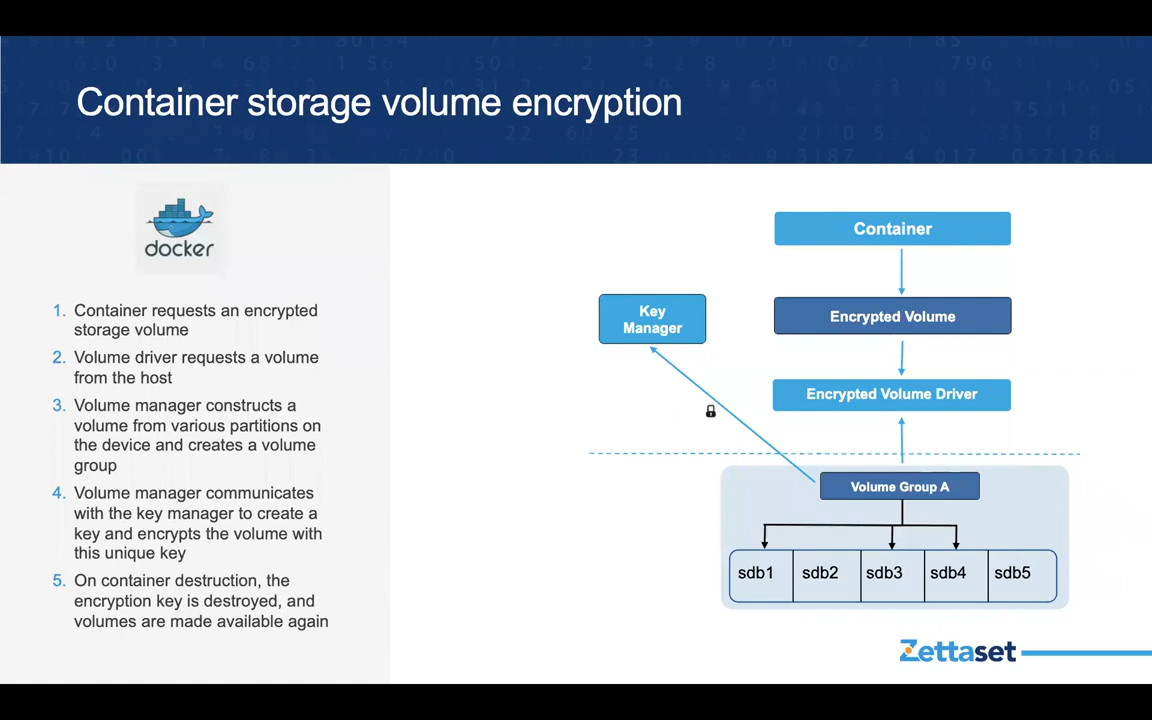 Container storage volume encryption
docker
1. Container requests an encrypted
storage volume
2. Volume driver requests a volume
from the host
3. Volume manager constructs a
volume from various partitions on
the device and creates a volume
group
4. Volume manager communicates
with the key manager to create a
key and encrypts the volume with
this unique key
5. On container destruction, the
encryption key is destroyed, and
volumes are made available again
Container
Key
Manager
Encrypted Volume
Encrypted Volume Driver
Volume Group A
sdb1 sdb2 sdb3 sdb4 sdb5
Zettaset